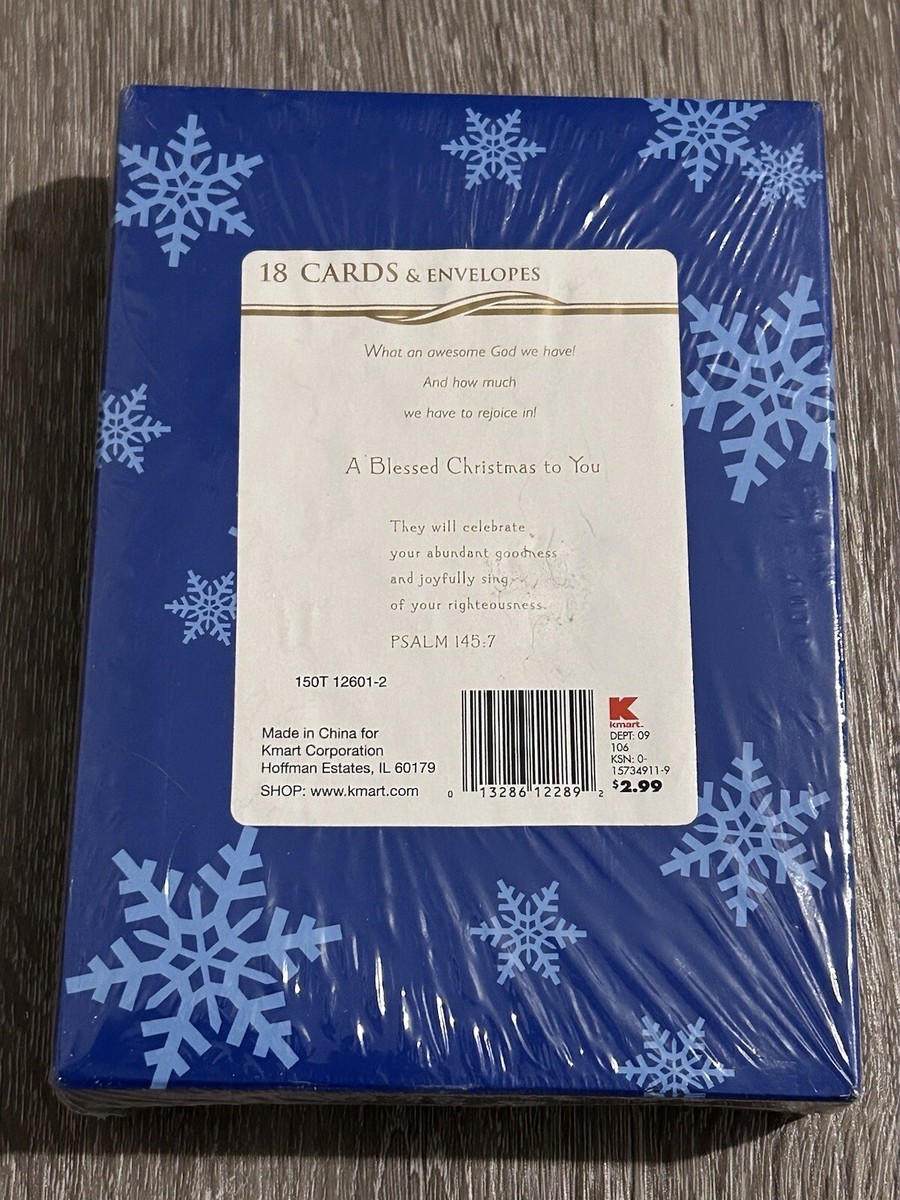 18 CARDS & ENVELOPES
What an awesome God we have!
And how much
we have to rejoice in!
A Blessed Christmas to You
They will celebrate
your abundant goodness
and joyfully sing
of your righteousness.
PSALM 145:7
150T 12601-2
Made in China for
Kmart Corporation
Hoffman Estates, IL 60179
SHOP: www.kmart.com
0 13286 12289 2
K
kmart.
DEPT: 09
106
KSN: 0-
15734911-9
$2.99